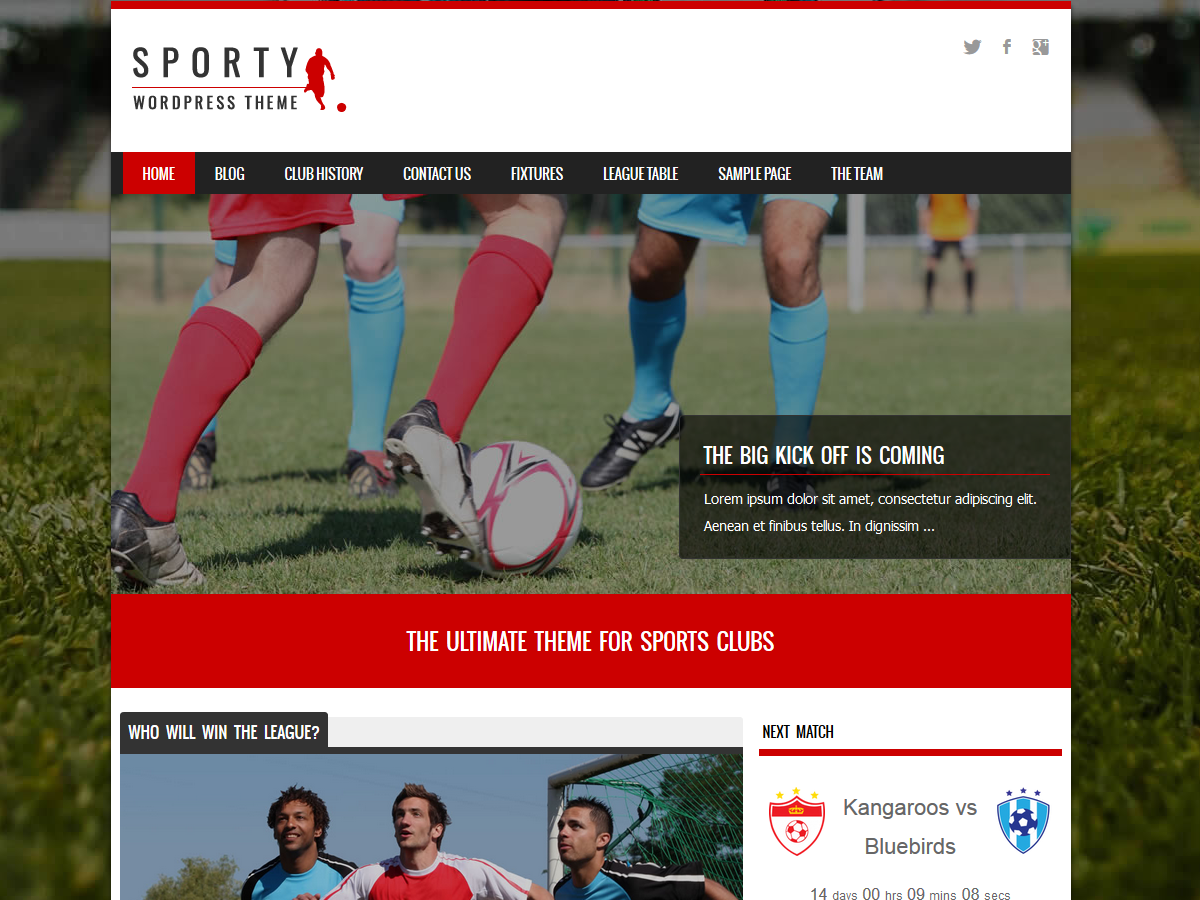 SPORTY
WORDPRESS THEME
HOME BLOG CLUB HISTORY CONTACT US FIXTURES LEAGUE TABLE SAMPLE PAGE THE TEAM
THE BIG KICK OFF IS COMING
Lorem ipsum dolor sit amet, consectetur adipiscing elit.
Aenean et finibus tellus. In dignissim ...
THE ULTIMATE THEME FOR SPORTS CLUBS
WHO WILL WIN THE LEAGUE?
NEXT MATCH
Kangaroos vs
Bluebirds
14 days 00 hrs 09 mins 08 secs